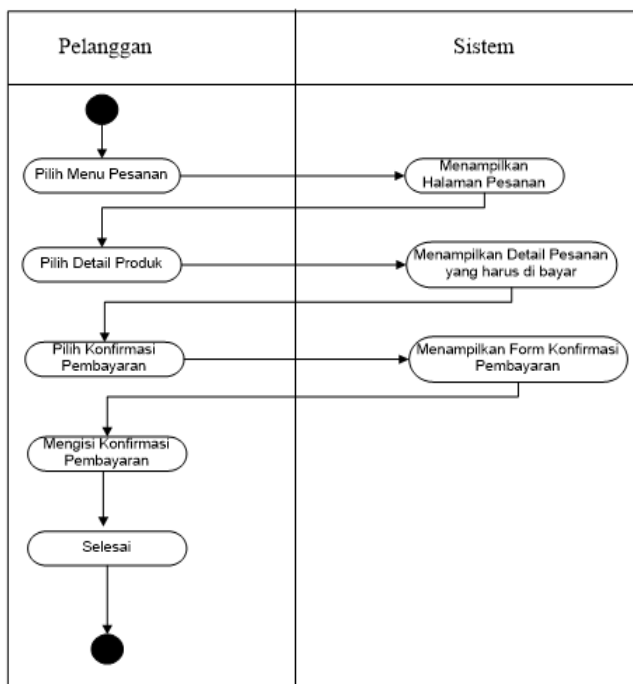 Pelanggan
Sistem
Pilih Menu Pesanan
Menampilkan
Halaman Pesanan
Pilih Detail Produk
Menampilkan Detail Pesanan
yang harus di bayar
Pilih Konfirmasi
Pembayaran
Menampilkan Form Konfirmasi
Pembayaran
Mengisi Konfirmasi
Pembayaran
Selesai